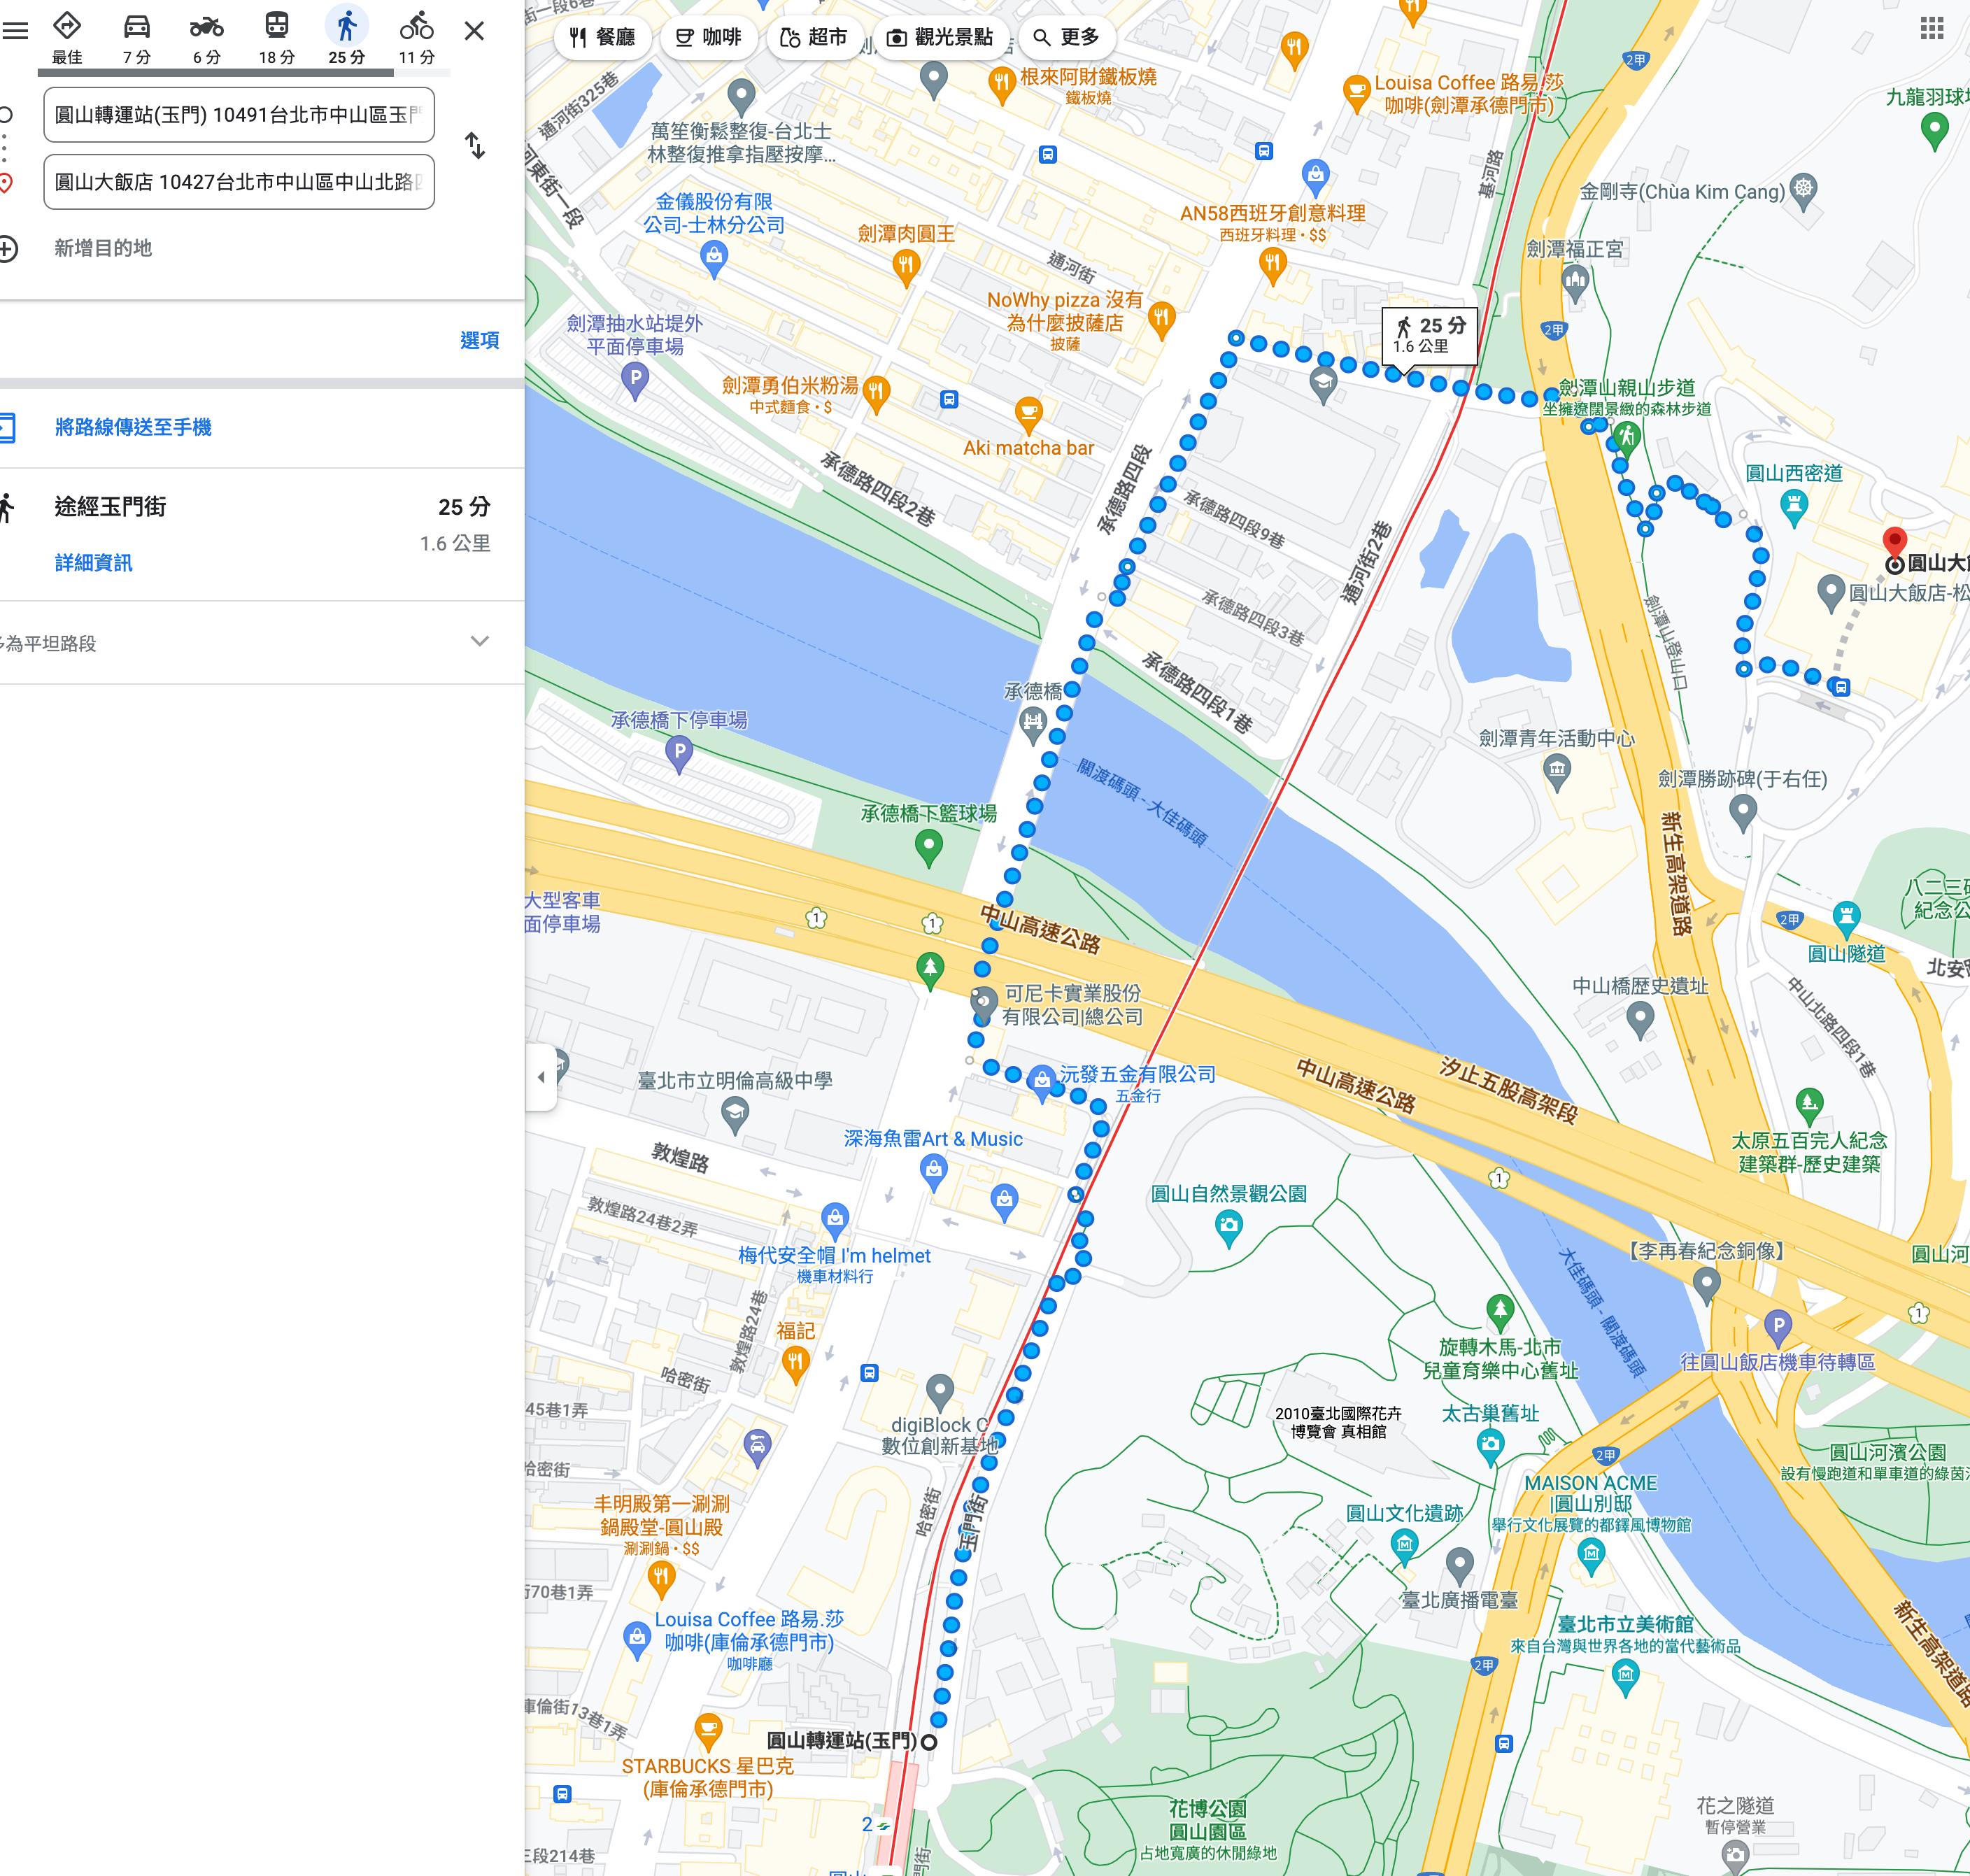 最佳
7 分
6 分
18 分
25 分
11 分
圓山轉運站(玉門) 10491台北市中山區玉門
圓山大飯店 10427台北市中山區中山北路
新增目的地
選項
將路線傳送至手機
途經玉門街
25 分
1.6 公里
詳細資訊
多為平坦路段
餐廳
咖啡
超市
觀光景點
更多
通河街325巷
根來阿財鐵板燒
鐵板燒
Louisa Coffee 路易.莎
咖啡(劍潭承德門市)
2甲
九龍羽球
萬笙衡鬆整復-台北士
林整復推拿指壓按摩...
河東街一段
基河路
金剛寺(Chùa Kim Cang)
金儀股份有限
公司-士林分公司
劍潭肉圓王
AN58西班牙創意料理
西班牙料理・$$
通河街
劍潭福正宮
NoWhy pizza 沒有
為什麼披薩店
披薩
劍潭抽水站堤外
平面停車場
25 分
1.6 公里
2甲
劍潭勇伯米粉湯
中式麵食・$
劍潭山親山步道
坐擁遼闊景緻的森林步道
Aki matcha bar
承德路四段2巷
承德路四段
承德路四段9巷
通河街2巷
圓山西密道
圓山大飯
圓山大飯店-松
承德路四段3巷
劍潭山登山口
承德路四段1巷
承德橋
承德橋下停車場
劍潭青年活動中心
劍潭勝跡碑(于右任)
關渡碼頭 - 大佳碼頭
承德橋下籃球場
新生高架道路
大型客車
面停車場
1
1
中山高速公路
2甲
八二三砲
紀念公
圓山隧道
北安路
可尼卡實業股份
有限公司|總公司
中山橋歷史遺址
中山北路四段1巷
臺北市立明倫高級中學
沅發五金有限公司
五金行
中山高速公路
汐止五股高架段
深海魚雷Art & Music
太原五百完人紀念
建築群-歷史建築
敦煌路
敦煌路24巷2弄
圓山自然景觀公園
1
梅代安全帽 I'm helmet
機車材料行
【李再春紀念銅像】
圓山河
大佳碼頭 - 關渡碼頭
敦煌路24巷
福記
旋轉木馬-北市
兒童育樂中心舊址
1
往圓山飯店機車待轉區
哈密街
45巷1弄
digiBlock C
數位創新基地
2010臺北國際花卉
博覽會 真相館
太古巢舊址
哈密街
2甲
圓山河濱公園
設有慢跑道和單車道的綠茵
MAISON ACME
|圓山別邸
舉行文化展覽的都鐸風博物館
丰明殿第一涮涮
鍋殿堂-圓山殿
涮涮鍋・$$
哈密街
玉門街
圓山文化遺跡
街70巷1弄
臺北廣播電臺
Louisa Coffee 路易.莎
咖啡(庫倫承德門市)
咖啡廳
臺北市立美術館
來自台灣與世界各地的當代藝術品
新生高架道路
2甲
庫倫街13巷1弄
圓山轉運站(玉門)
STARBUCKS 星巴克
(庫倫承德門市)
花博公園
圓山園區
占地寬廣的休閒綠地
花之隧道
暫停營業
2
三段214巷